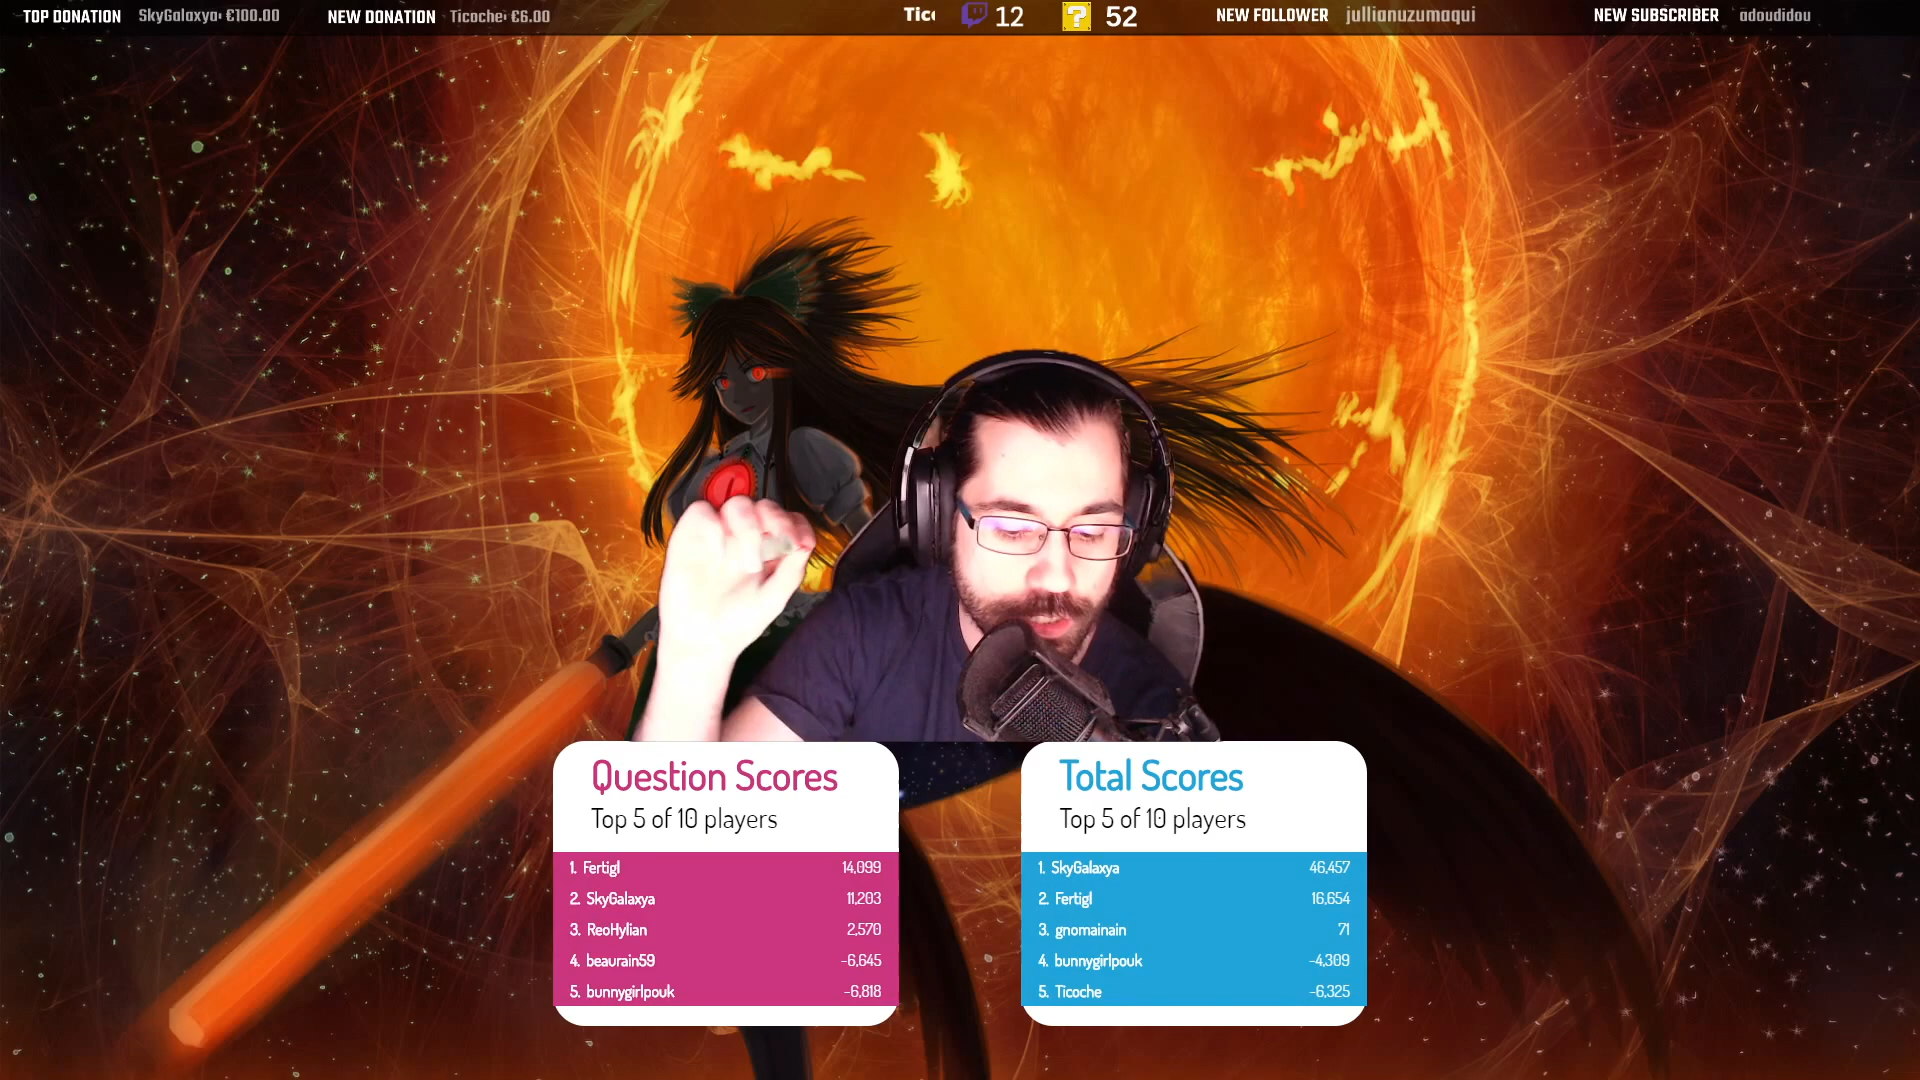 TOP DONATION SkyGalaxya: €100.00 NEW DONATION Ticoche: €6.00 Tic 12 52 NEW FOLLOWER jullianuzumaqui NEW SUBSCRIBER adoudidou
Question Scores
Top 5 of 10 players
1. Fertigl 14,099
2. SkyGalaxya 11,203
3. ReoHylian 2,570
4. beaurain59 -6,645
5. bunnygirlpouk -6,818
Total Scores
Top 5 of 10 players
1. SkyGalaxya 46,457
2. Fertigl 16,654
3. gnomainain 71
4. bunnygirlpouk -4,309
5. Ticoche -6,325